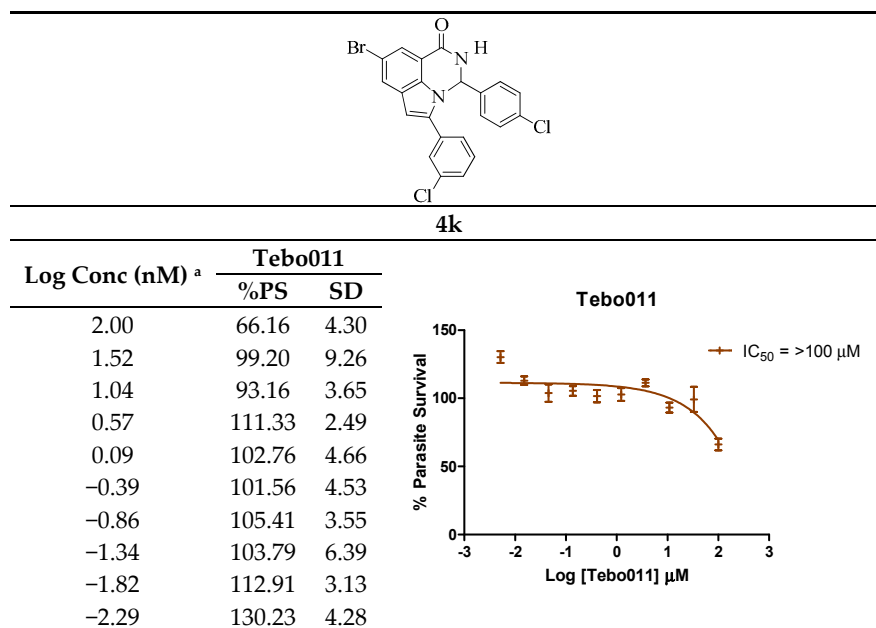 O
Br
N
H
N
Cl
Cl
4k
Log Conc (nM) ᵃ Tebo011
%PS SD
2.00 66.16 4.30
1.52 99.20 9.26
1.04 93.16 3.65
0.57 111.33 2.49
0.09 102.76 4.66
−0.39 101.56 4.53
−0.86 105.41 3.55
−1.34 103.79 6.39
−1.82 112.91 3.13
−2.29 130.23 4.28
Tebo011
IC₅₀ = >100 μM
% Parasite Survival
150
100
50
0
-3 -2 -1 0 1 2 3
Log [Tebo011] μM